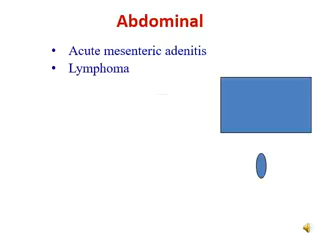 Abdominal
• Acute mesenteric adenitis
• Lymphoma